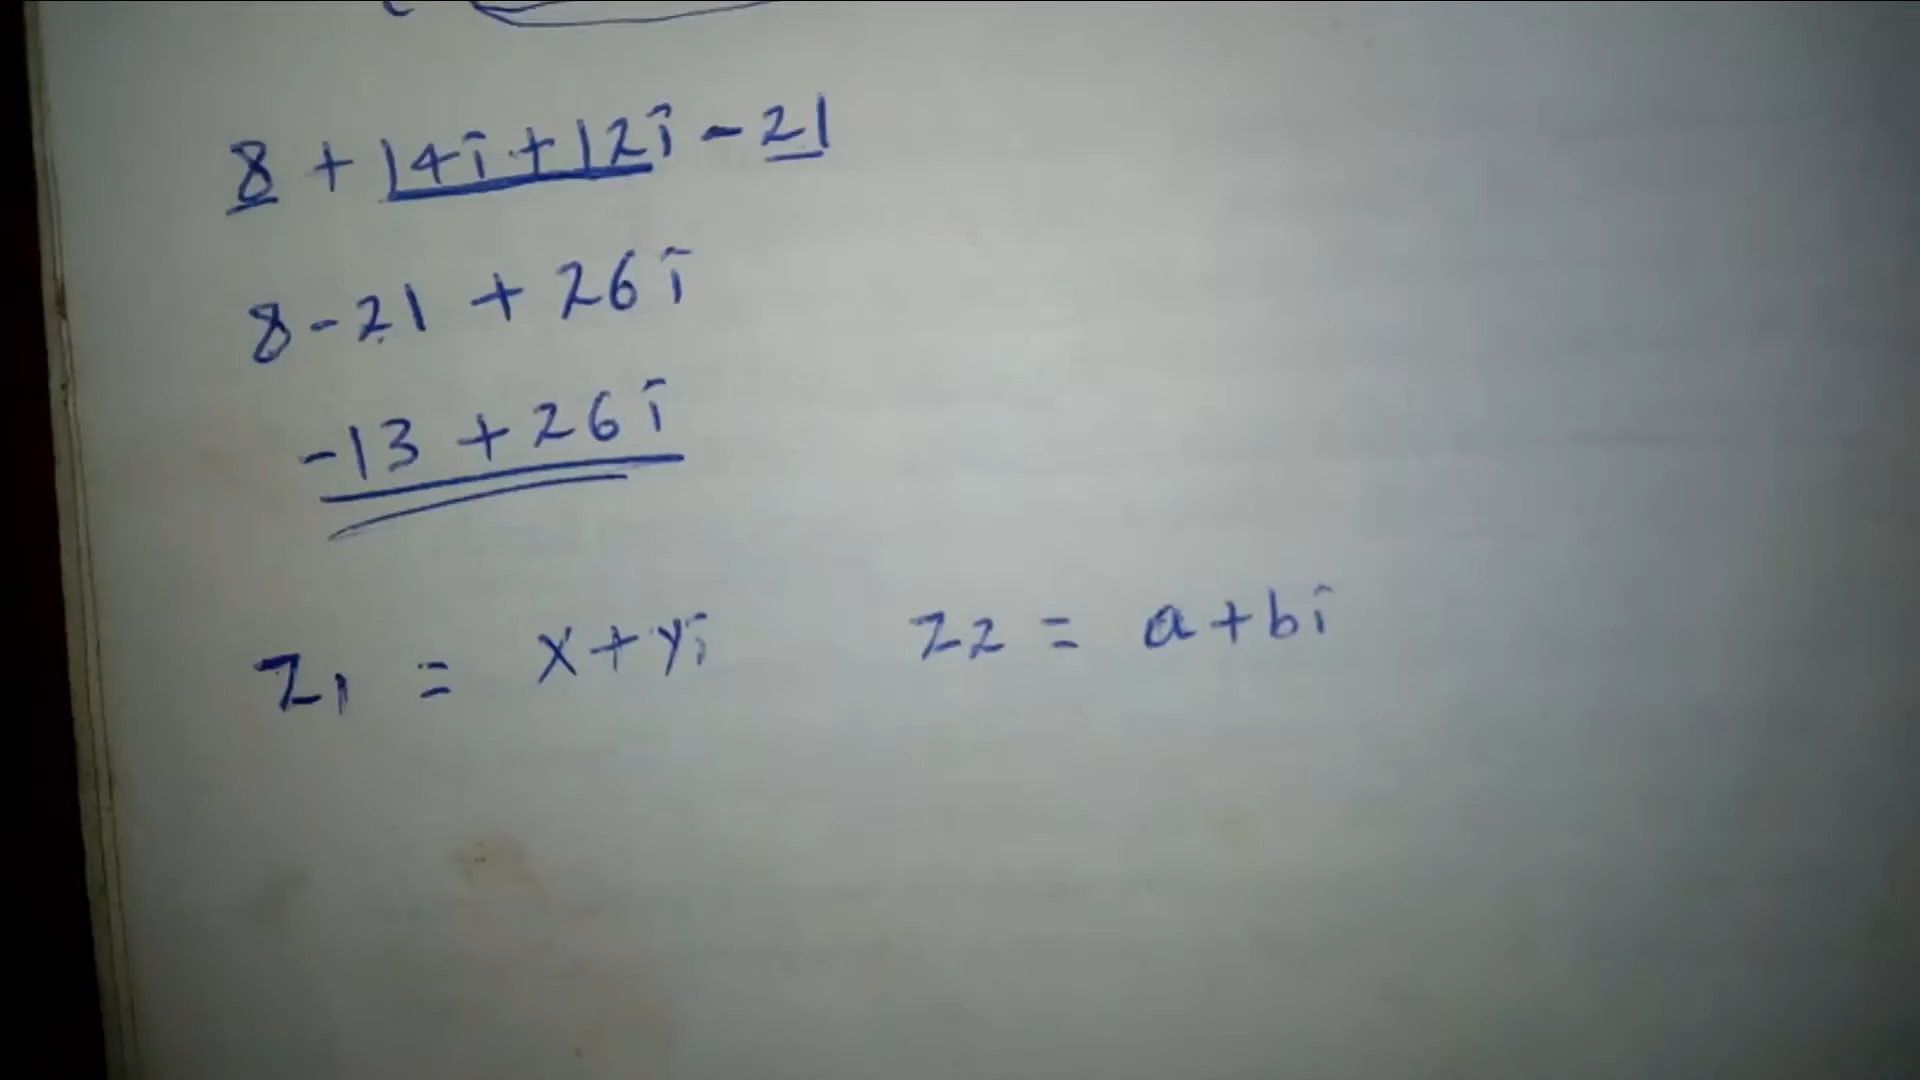 8 + 14i + 12i - 21
8 - 21 + 26i
-13 + 26i
Z1 = x + yi z2 = a + bi